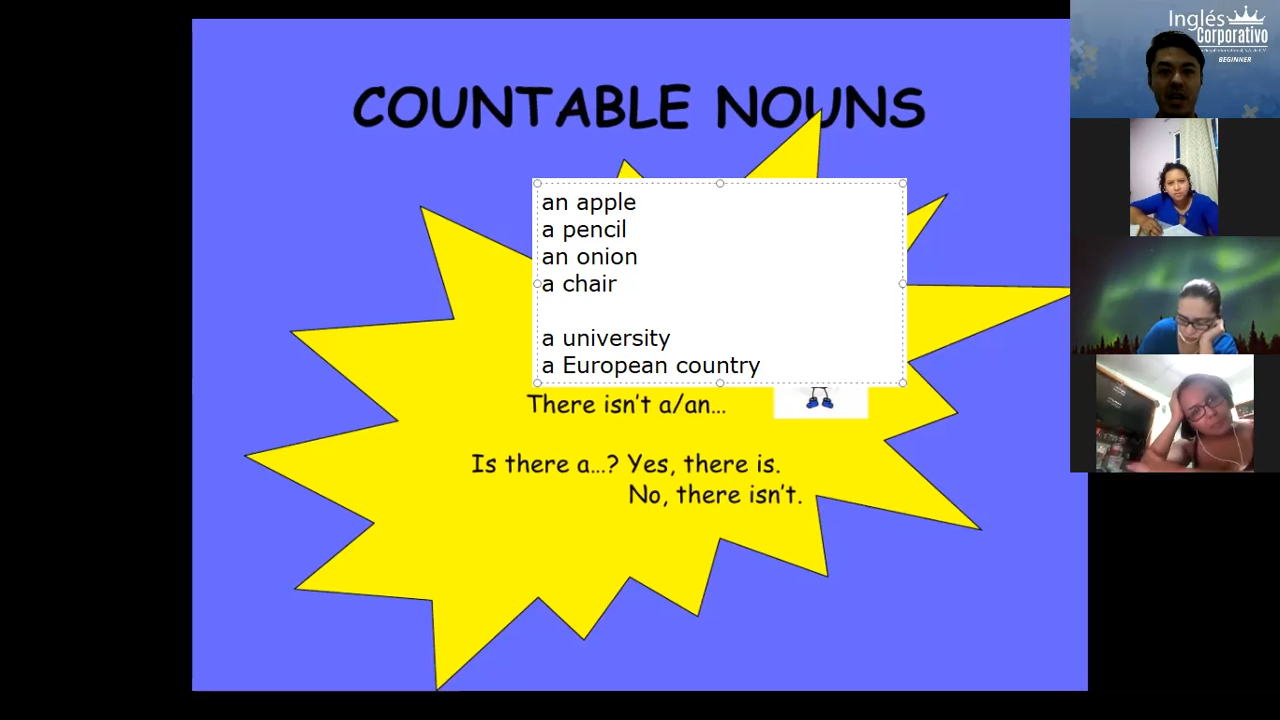 COUNTABLE NOUNS
an apple
a pencil
an onion
a chair
a university
a European country
There isn't a/an...
Is there a...? Yes, there is.
No, there isn't.
Inglés
Corporativo
BEGINNER